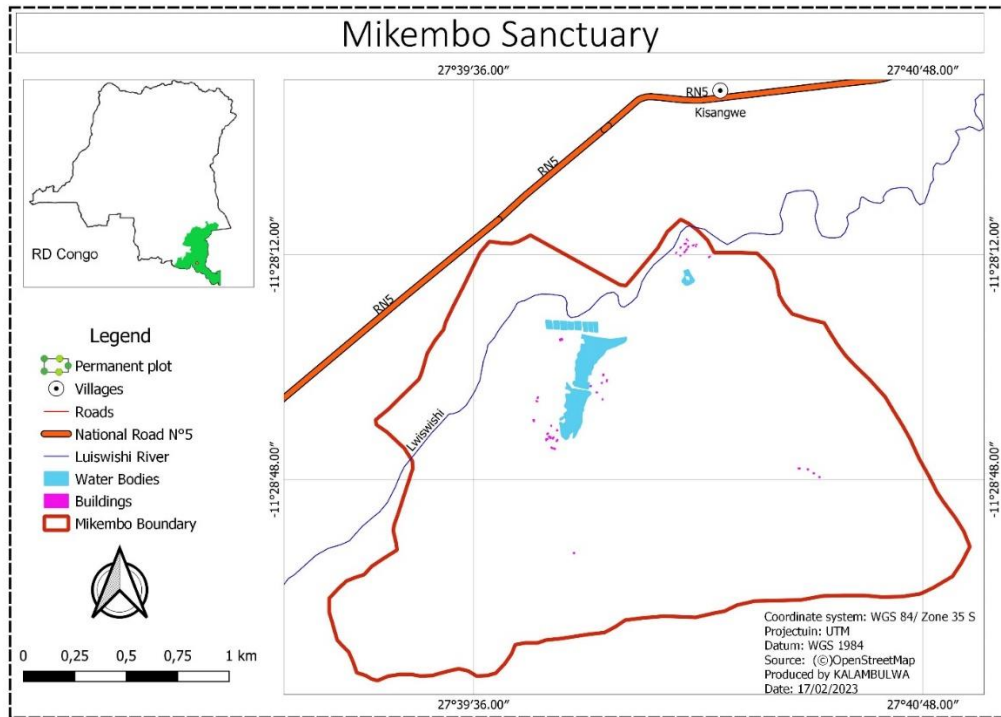 Mikembo Sanctuary
27°39′36.00″
27°40′48.00″
RN5
Kisangwe
RN5
-11°28′12.00″
-11°28′12.00″
RD Congo
RN5
Legend
Permanent plot
Villages
Roads
National Road N°5
Luiswishi River
Water Bodies
Buildings
Mikembo Boundary
Lwiswishi
-11°28′48.00″
-11°28′48.00″
0 0,25 0,5 0,75 1 km
Coordinate system: WGS 84/ Zone 35 S
Projectuin: UTM
Datum: WGS 1984
Source: (©)OpenStreetMap
Produced by KALAMBULWA
Date: 17/02/2023
27°39′36.00″
27°40′48.00″